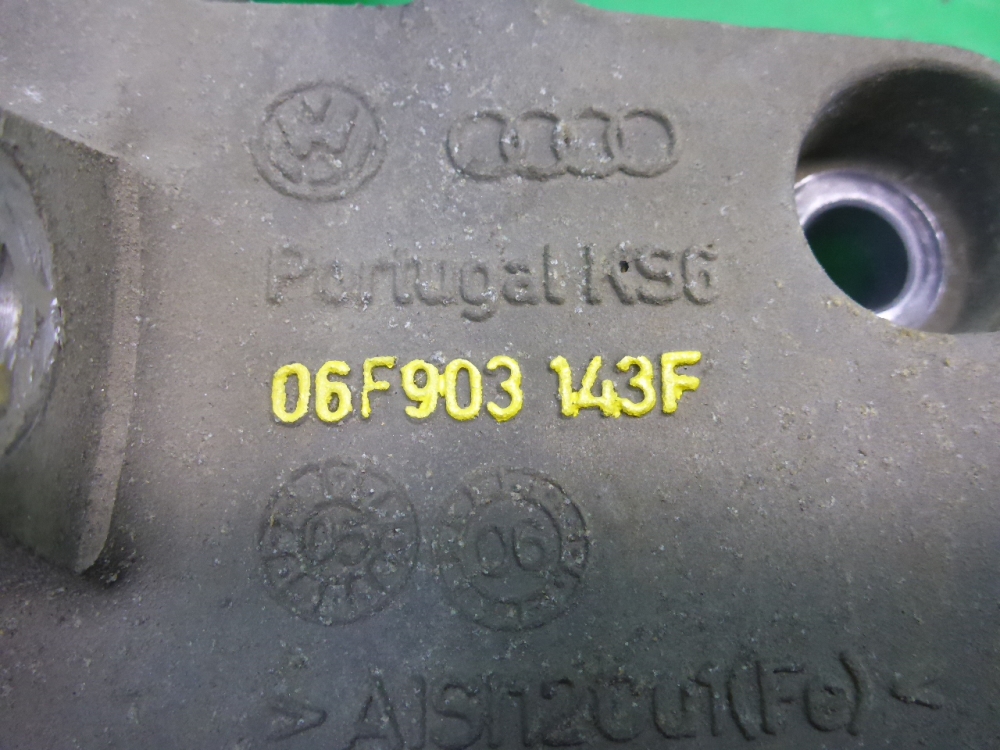 Portugal KS6
06F903 143F
05 06
>AlSi12Cu1(Fe)<